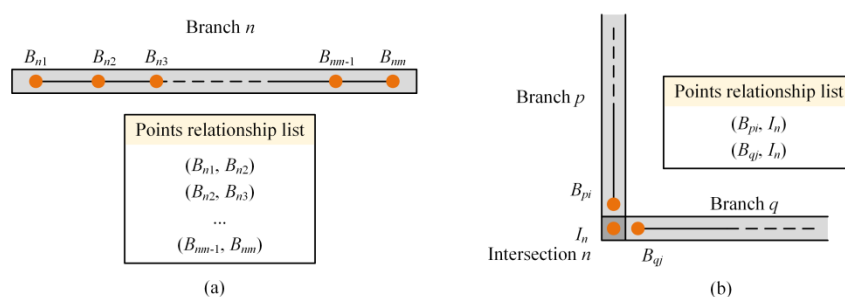 Branch n
Bn1 Bn2 Bn3 Bnm-1 Bnm
Points relationship list
(Bn1, Bn2)
(Bn2, Bn3)
...
(Bnm-1, Bnm)
(a)
Branch p
Points relationship list
(Bpi, In)
(Bqj, In)
Bpi
Branch q
In
Intersection n
Bqj
(b)